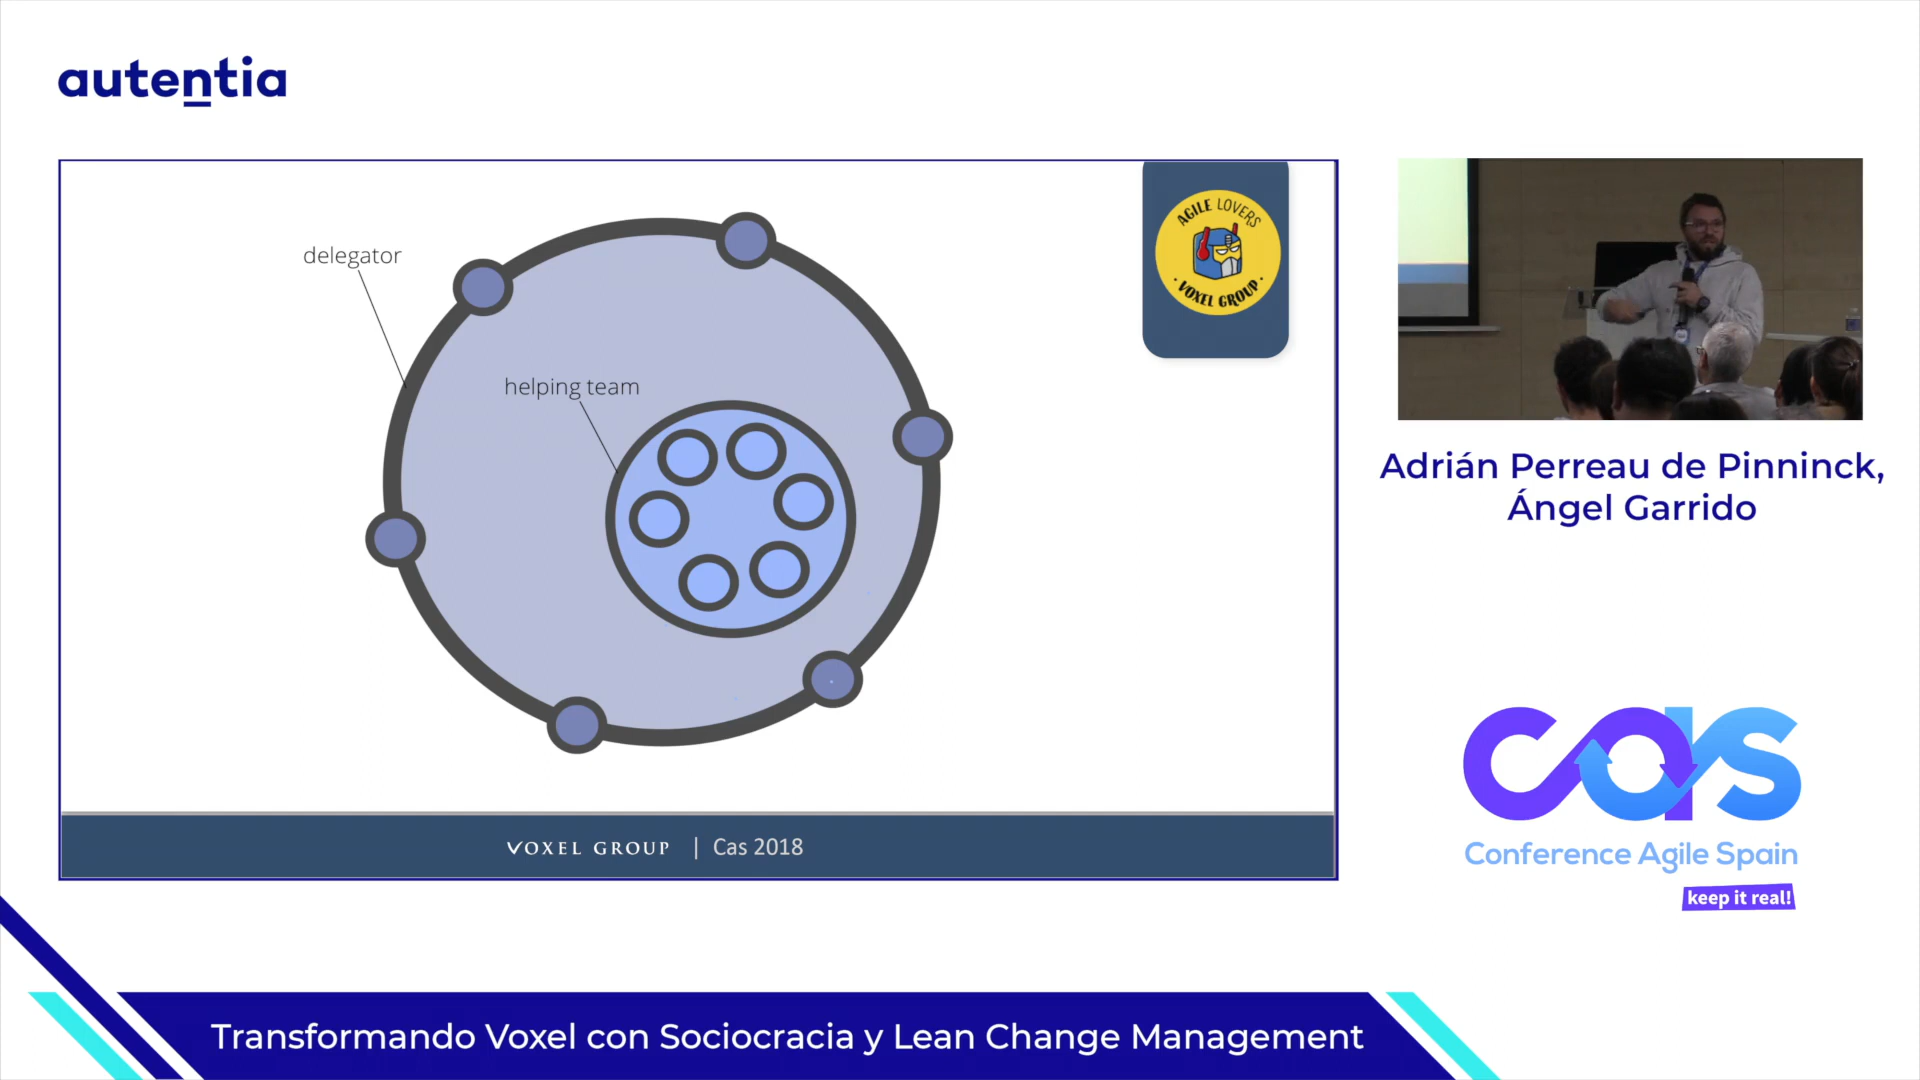 autentia
delegator
helping team
AGILE LOVERS
· VOXEL GROUP ·
VOXEL GROUP | Cas 2018
Adrián Perreau de Pinninck,
Ángel Garrido
cas
Conference Agile Spain
keep it real!
Transformando Voxel con Sociocracia y Lean Change Management